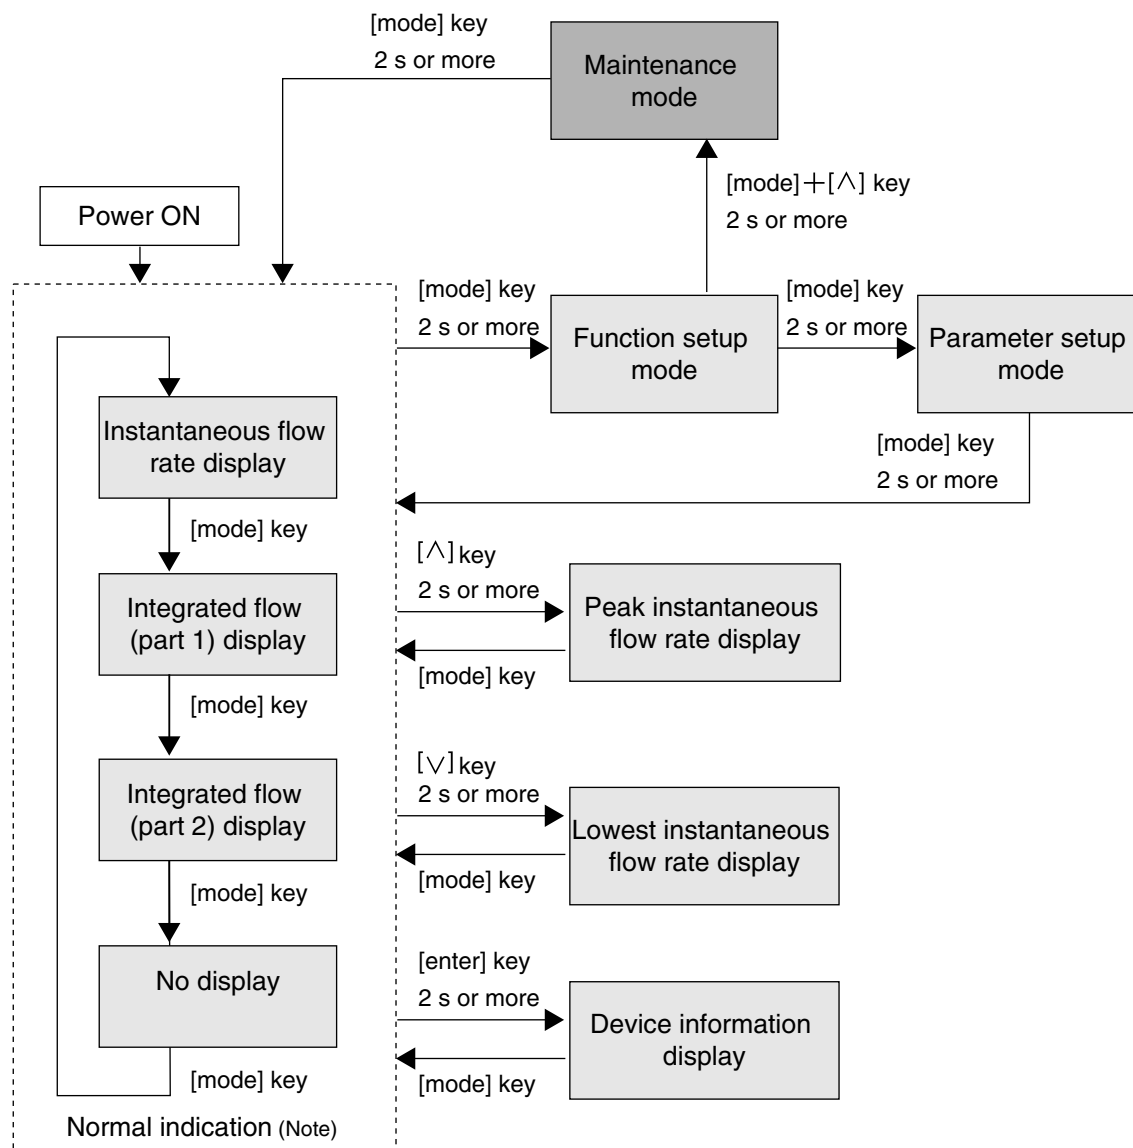 [mode] key
2 s or more
Maintenance
mode
[mode]+[∧] key
2 s or more
Power ON
[mode] key
2 s or more
Function setup
mode
[mode] key
2 s or more
Parameter setup
mode
[mode] key
2 s or more
Instantaneous flow
rate display
[mode] key
Integrated flow
(part 1) display
[mode] key
Integrated flow
(part 2) display
[mode] key
No display
[mode] key
Normal indication (Note)
[∧] key
2 s or more
Peak instantaneous
flow rate display
[mode] key
[∨] key
2 s or more
Lowest instantaneous
flow rate display
[mode] key
[enter] key
2 s or more
Device information
display
[mode] key